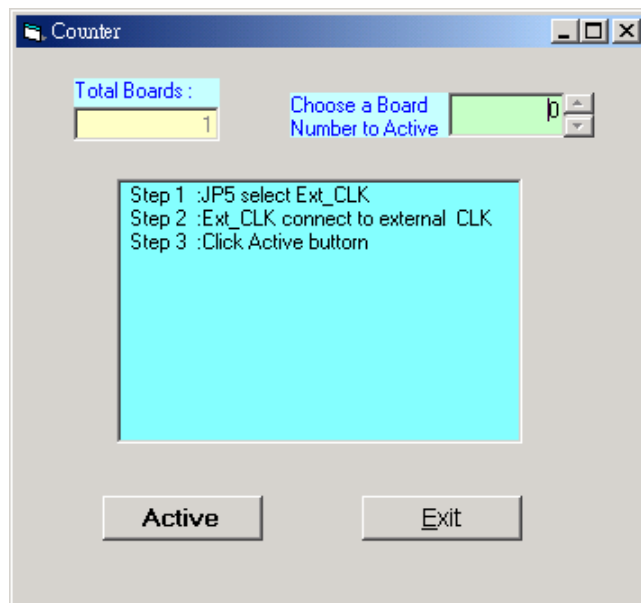 Counter
Total Boards :
1
Choose a Board
Number to Active
0
Step 1 :JP5 select Ext_CLK
Step 2 :Ext_CLK connect to external CLK
Step 3 :Click Active buttorn
Active
Exit